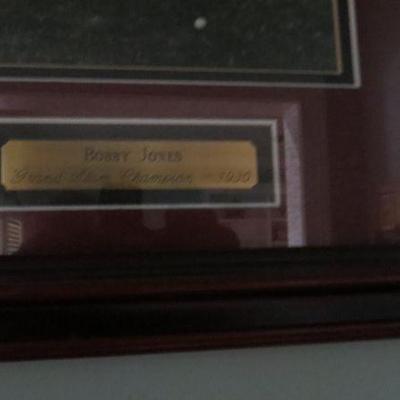 Bobby Jones
Grand Slam Champion - 1930